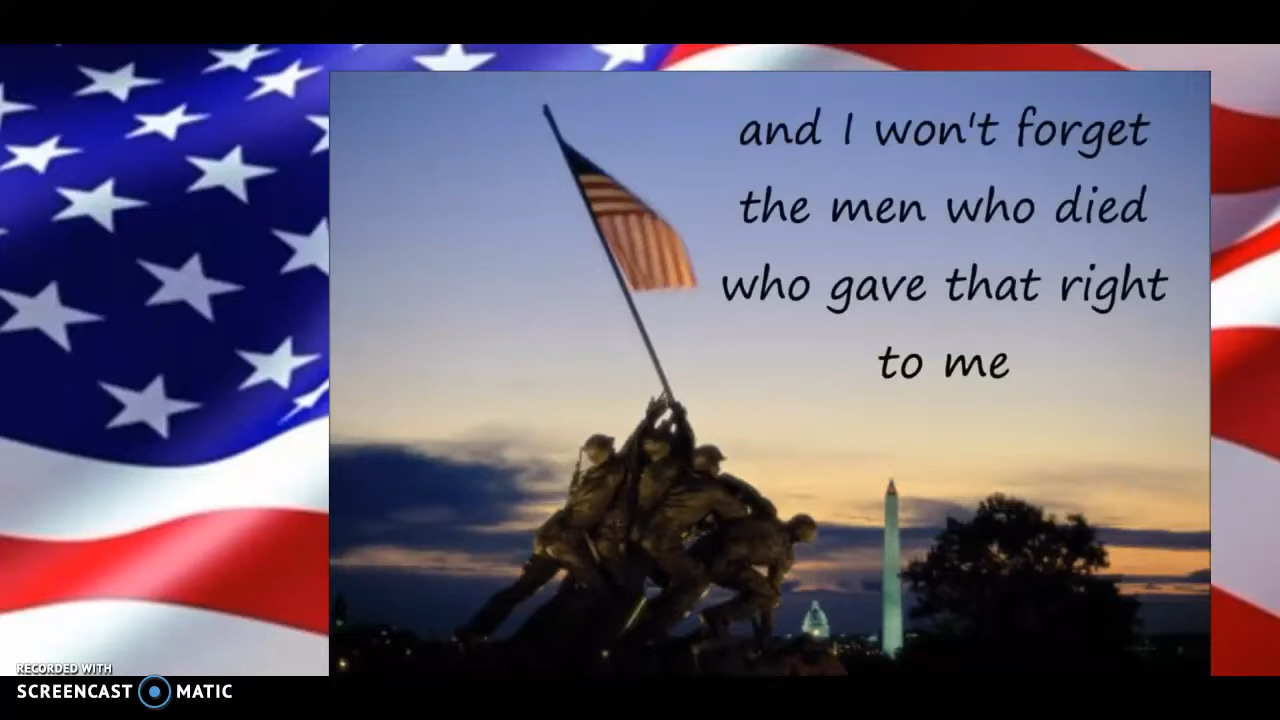 and I won't forget
the men who died
who gave that right
to me
RECORDED WITH
SCREENCAST MATIC